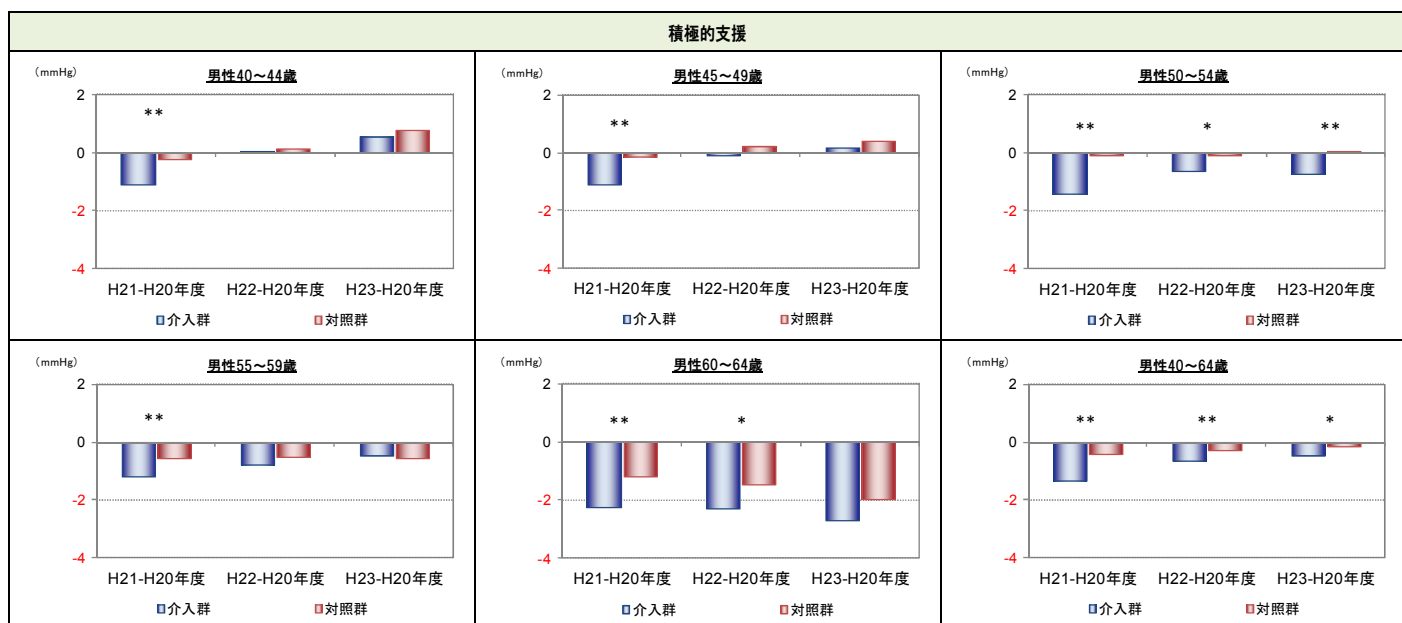 積極的支援
（mmHg） 男性40～44歳
2
**
0
-2
-4
H21-H20年度 H22-H20年度 H23-H20年度
介入群 対照群
（mmHg） 男性45～49歳
2
**
0
-2
-4
H21-H20年度 H22-H20年度 H23-H20年度
介入群 対照群
（mmHg） 男性50～54歳
2
** * **
0
-2
-4
H21-H20年度 H22-H20年度 H23-H20年度
介入群 対照群
（mmHg） 男性55～59歳
2
**
0
-2
-4
H21-H20年度 H22-H20年度 H23-H20年度
介入群 対照群
（mmHg） 男性60～64歳
2
** *
0
-2
-4
H21-H20年度 H22-H20年度 H23-H20年度
介入群 対照群
（mmHg） 男性40～64歳
2
** ** *
0
-2
-4
H21-H20年度 H22-H20年度 H23-H20年度
介入群 対照群